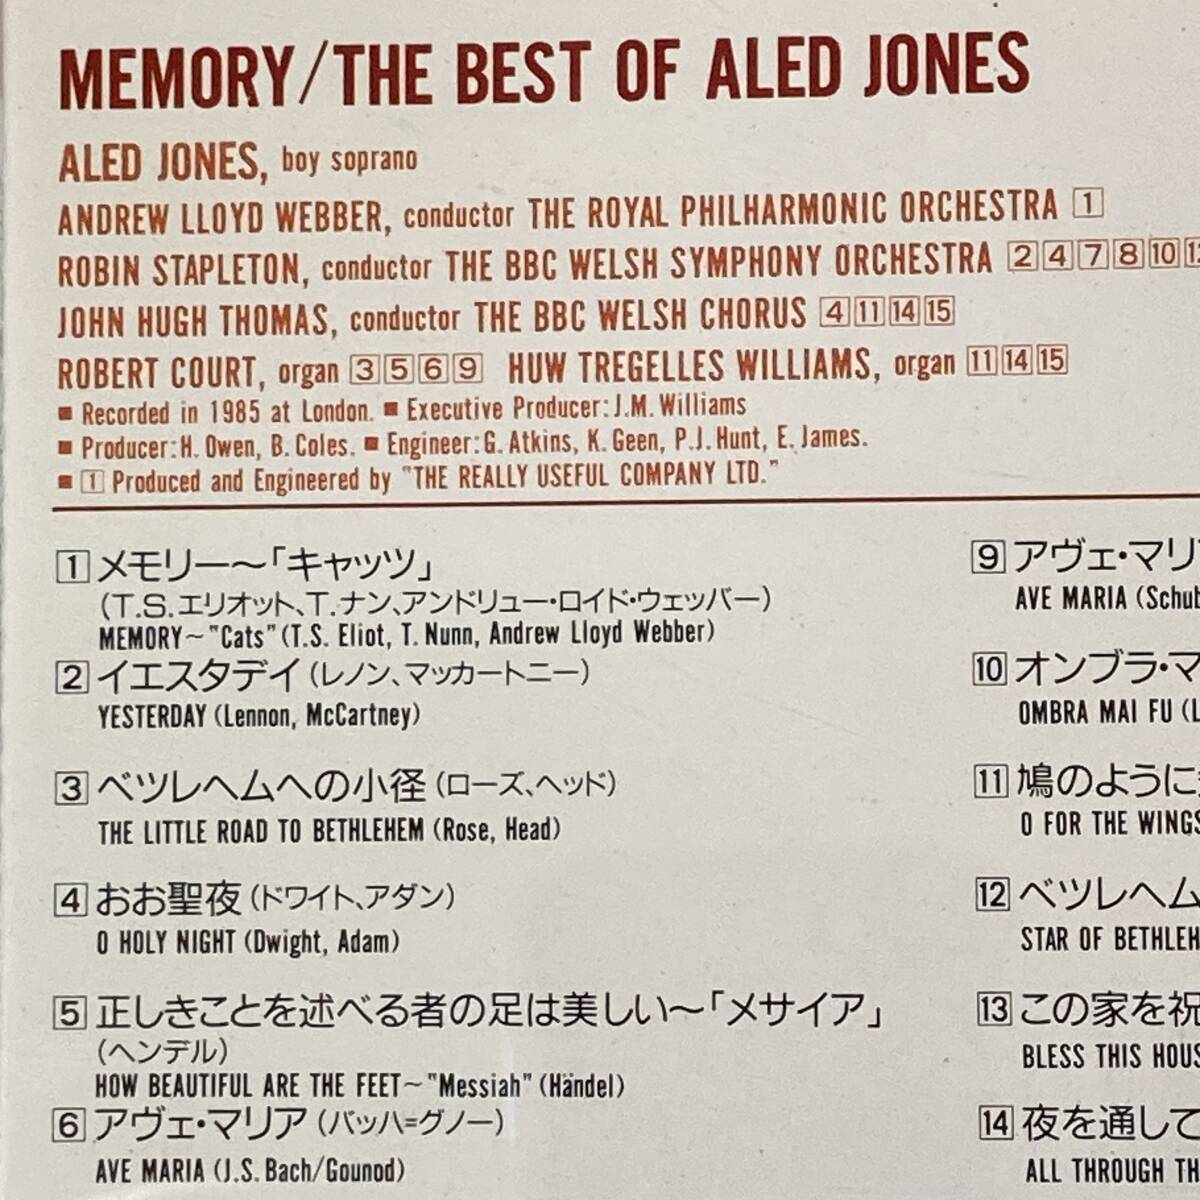 MEMORY/THE BEST OF ALED JONES
ALED JONES, boy soprano
ANDREW LLOYD WEBBER, conductor THE ROYAL PHILHARMONIC ORCHESTRA 1
ROBIN STAPLETON, conductor THE BBC WELSH SYMPHONY ORCHESTRA 2 4 7 8 10
JOHN HUGH THOMAS, conductor THE BBC WELSH CHORUS 4 11 14 15
ROBERT COURT, organ 3 5 6 9 HUW TREGELLES WILLIAMS, organ 11 14 15
■ Recorded in 1985 at London. ■ Executive Producer: J.M. Williams
■ Producer: H. Owen, B. Coles. ■ Engineer: G. Atkins, K. Geen, P.J. Hunt, E. James.
■ 1 Produced and Engineered by "THE REALLY USEFUL COMPANY LTD."
1 メモリー〜「キャッツ」
(T.S.エリオット、T.ナン、アンドリュー・ロイド・ウェッバー)
MEMORY~"Cats" (T.S. Eliot, T. Nunn, Andrew Lloyd Webber)
2 イエスタデイ(レノン、マッカートニー)
YESTERDAY (Lennon, McCartney)
3 ベツレヘムへの小径(ローズ、ヘッド)
THE LITTLE ROAD TO BETHLEHEM (Rose, Head)
4 おお聖夜(ドワイト、アダン)
O HOLY NIGHT (Dwight, Adam)
5 正しきことを述べる者の足は美しい〜「メサイア」
(ヘンデル)
HOW BEAUTIFUL ARE THE FEET~"Messiah" (Händel)
6 アヴェ・マリア(バッハ=グノー)
AVE MARIA (J.S. Bach/Gounod)
9 アヴェ・マリ
AVE MARIA (Schub
10 オンブラ・マ
OMBRA MAI FU (L
11 鳩のように
O FOR THE WINGS
12 ベツレヘム
STAR OF BETHLEH
13 この家を祝
BLESS THIS HOUS
14 夜を通して
ALL THROUGH TH